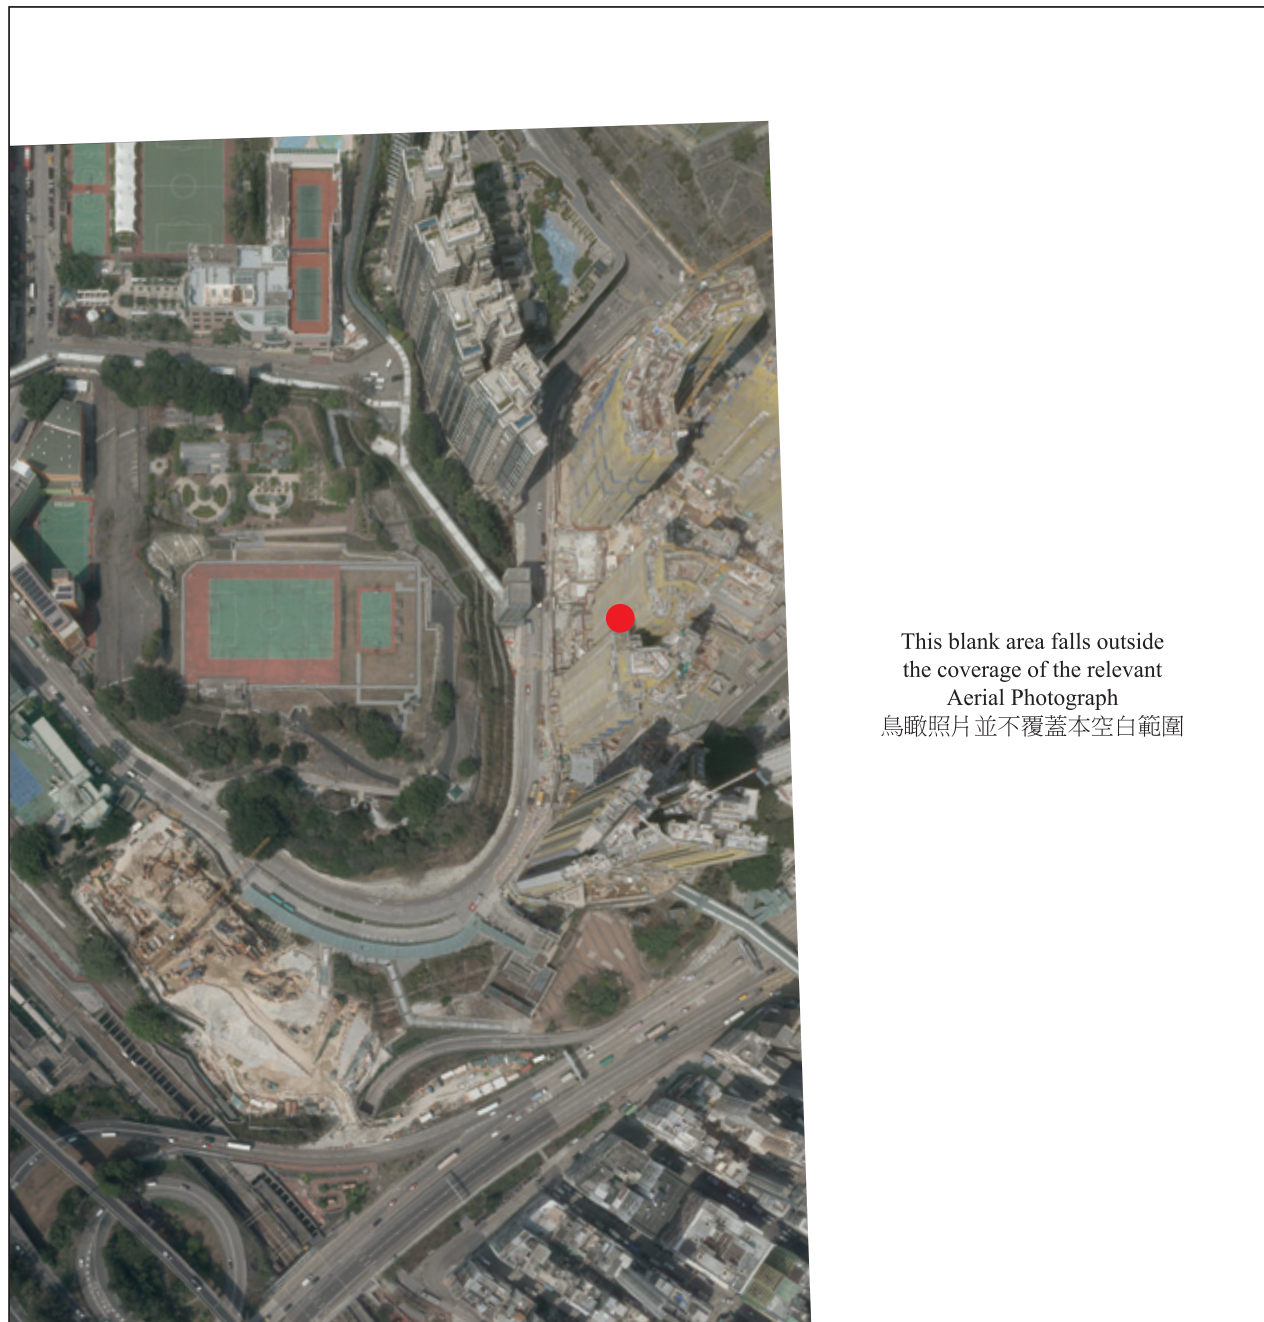 This blank area falls outside
the coverage of the relevant
Aerial Photograph
鳥瞰照片並不覆蓋本空白範圍